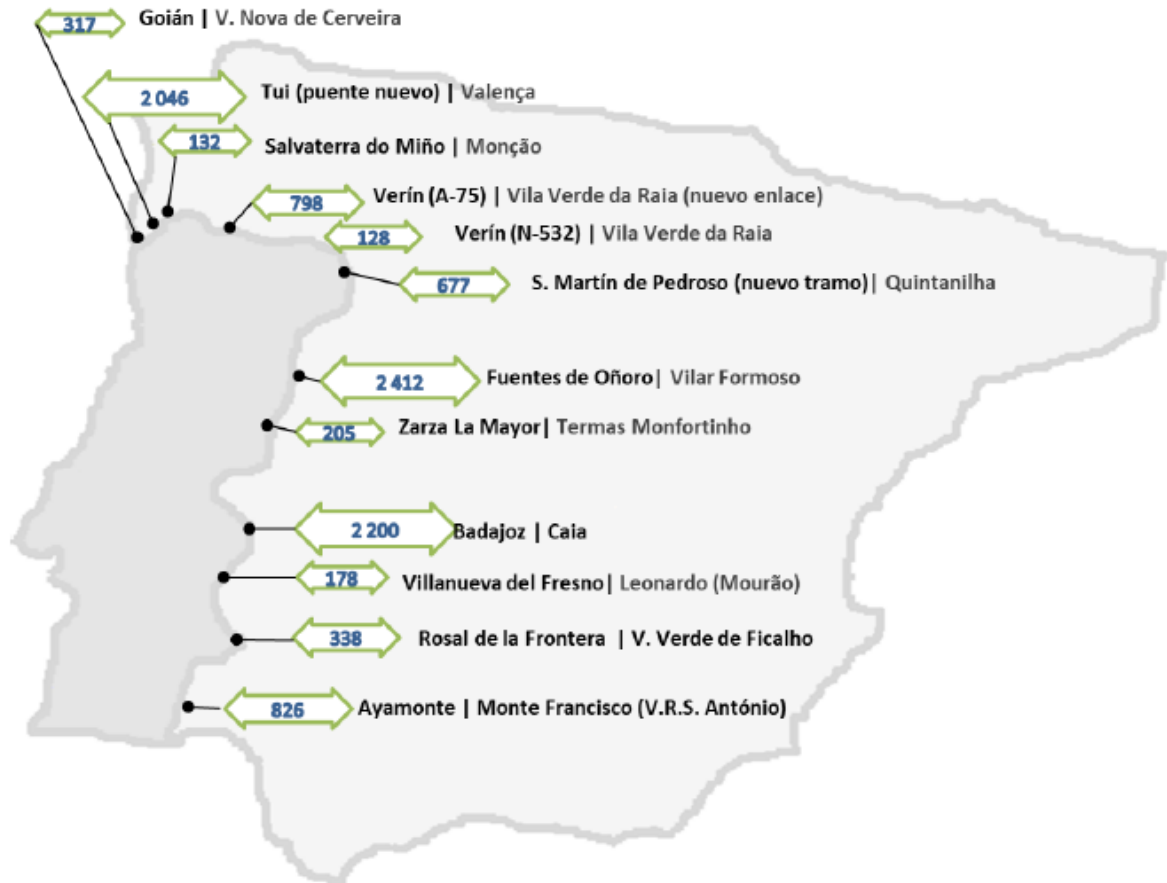 317 Goián | V. Nova de Cerveira
2 046 Tui (puente nuevo) | Valença
132 Salvaterra do Miño | Monção
798 Verín (A-75) | Vila Verde da Raia (nuevo enlace)
128 Verín (N-532) | Vila Verde da Raia
677 S. Martín de Pedroso (nuevo tramo)| Quintanilha
2 412 Fuentes de Oñoro| Vilar Formoso
205 Zarza La Mayor| Termas Monfortinho
2 200 Badajoz | Caia
178 Villanueva del Fresno| Leonardo (Mourão)
338 Rosal de la Frontera | V. Verde de Ficalho
826 Ayamonte | Monte Francisco (V.R.S. António)